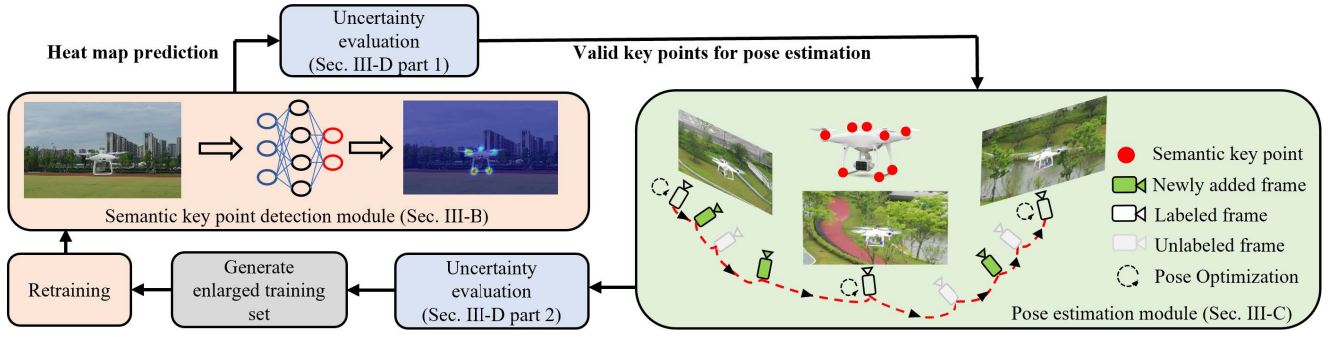 Uncertainty
evaluation
(Sec. III-D part 1)
Heat map prediction
Valid key points for pose estimation
Semantic key point detection module (Sec. III-B)
Semantic key point
Newly added frame
Labeled frame
Unlabeled frame
Pose Optimization
Pose estimation module (Sec. III-C)
Uncertainty
evaluation
(Sec. III-D part 2)
Generate
enlarged training
set
Retraining